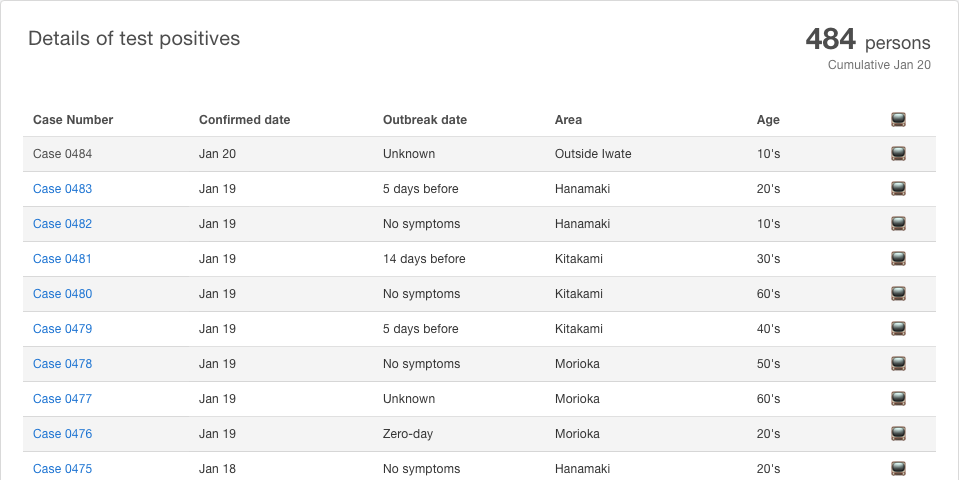 Details of test positives
484 persons
Cumulative Jan 20
Case Number Confirmed date Outbreak date Area Age
Case 0484 Jan 20 Unknown Outside Iwate 10's
Case 0483 Jan 19 5 days before Hanamaki 20's
Case 0482 Jan 19 No symptoms Hanamaki 10's
Case 0481 Jan 19 14 days before Kitakami 30's
Case 0480 Jan 19 No symptoms Kitakami 60's
Case 0479 Jan 19 5 days before Kitakami 40's
Case 0478 Jan 19 No symptoms Morioka 50's
Case 0477 Jan 19 Unknown Morioka 60's
Case 0476 Jan 19 Zero-day Morioka 20's
Case 0475 Jan 18 No symptoms Hanamaki 20's